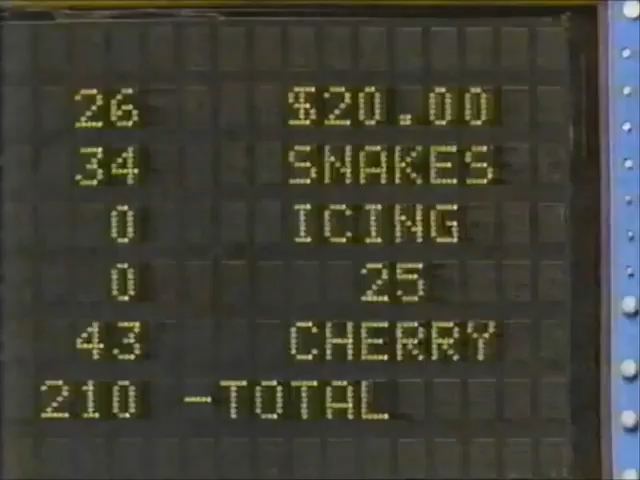 26 $20.00
34 SNAKES
0 ICING
0 25
43 CHERRY
210 -TOTAL